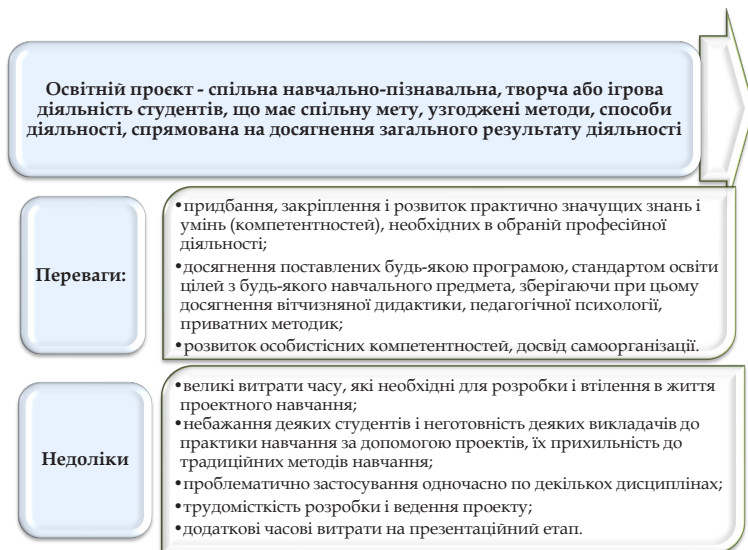 Освітній проєкт - спільна навчально-пізнавальна, творча або ігрова
діяльність студентів, що має спільну мету, узгоджені методи, способи
діяльності, спрямована на досягнення загального результату діяльності
Переваги:
•придбання, закріплення і розвиток практично значущих знань і
умінь (компетентностей), необхідних в обраній професійної
діяльності;
•досягнення поставлених будь-якою програмою, стандартом освіти
цілей з будь-якого навчального предмета, зберігаючи при цьому
досягнення вітчизняної дидактики, педагогічної психології,
приватних методик;
•розвиток особистісних компетентностей, досвід самоорганізації.
Недоліки
•великі витрати часу, які необхідні для розробки і втілення в життя
проектного навчання;
•небажання деяких студентів і неготовність деяких викладачів до
практики навчання за допомогою проектів, їх прихильність до
традиційних методів навчання;
•проблематично застосування одночасно по декількох дисциплінах;
•трудомісткість розробки і ведення проекту;
•додаткові часові витрати на презентаційний етап.